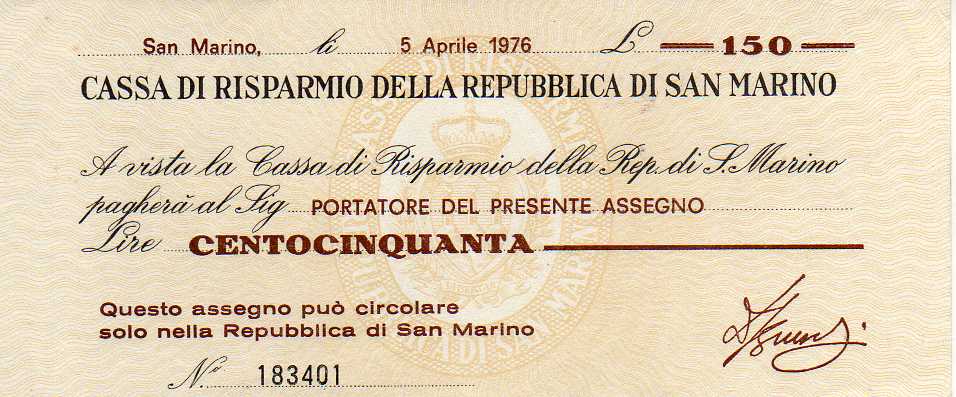 San Marino, li 5 Aprile 1976 £ 150
CASSA DI RISPARMIO DELLA REPUBBLICA DI SAN MARINO
A vista la Cassa di Risparmio della Rep. di S. Marino
pagherà al Sig PORTATORE DEL PRESENTE ASSEGNO
Lire CENTOCINQUANTA
Questo assegno può circolare
solo nella Repubblica di San Marino
N.º 183401